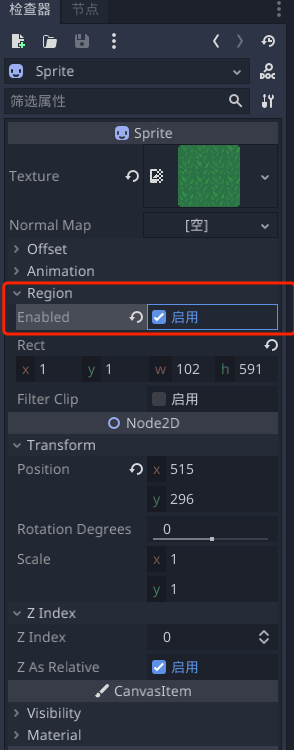 检查器 节点
Sprite DOC
筛选属性
Sprite
Texture
Normal Map [空]
Offset
Animation
Region
Enabled 启用
Rect
x 1 y 1 w 102 h 591
Filter Clip 启用
Node2D
Transform
Position x 515
y 296
Rotation Degrees 0
Scale x 1
y 1
Z Index
Z Index 0
Z As Relative 启用
CanvasItem
Visibility
Material